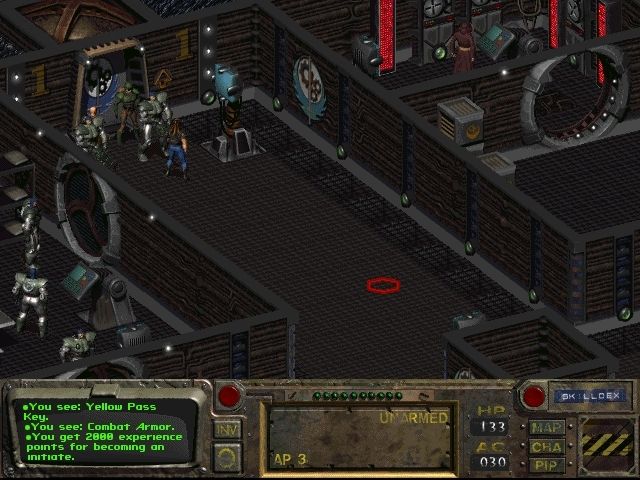 1
1
●You see: Yellow Pass
Key.
●You see: Combat Armor.
●You get 2000 experience
points for becoming an
initiate.
INV
UNARMED
AP 3
HP
133
AC
030
SKILLDEX
MAP
CHA
PIP